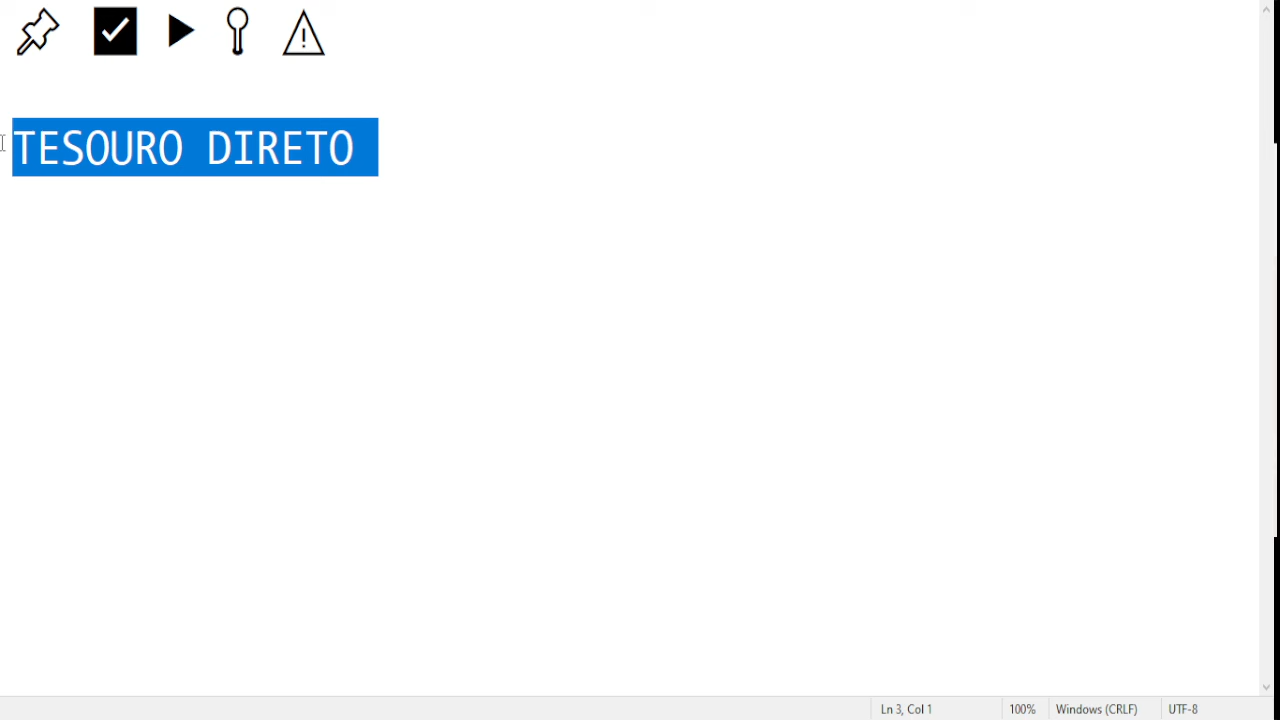 📌 ✅ ▶ 📍 ⚠
TESOURO DIRETO
Ln 3, Col 1 100% Windows (CRLF) UTF-8